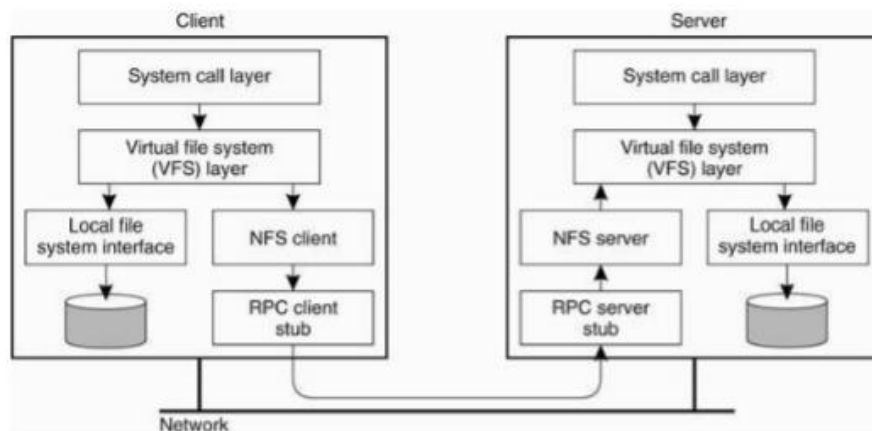 Client
Server
System call layer
System call layer
Virtual file system
(VFS) layer
Virtual file system
(VFS) layer
Local file
system interface
NFS client
NFS server
Local file
system interface
RPC client
stub
RPC server
stub
Network